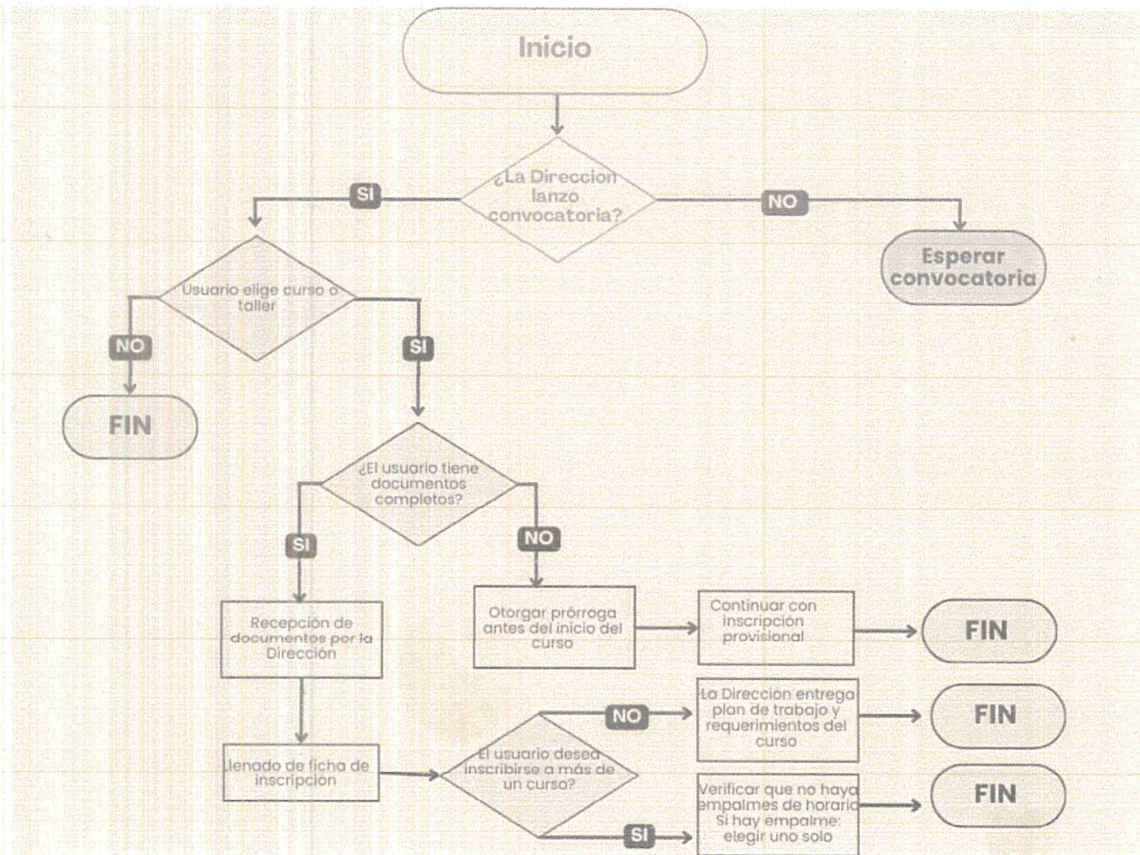 Inicio
¿La Direccion
lanzo
convocatoria?
SI
NO
Esperar
convocatoria
Usuario elige curso o
taller
NO
SI
FIN
¿El usuario tiene
documentos
completos?
SI
NO
Recepción de
documentos por la
Dirección
Otorgar prórroga
antes del inicio del
curso
Continuar con
inscripción
provisional
FIN
Llenado de ficha de
inscripción
El usuario desea
inscribirse a más de
un curso?
NO
La Dirección entrega
plan de trabajo y
requerimientos del
curso
FIN
SI
Verificar que no haya
empalmes de horario
Si hay empalme:
elegir uno solo
FIN